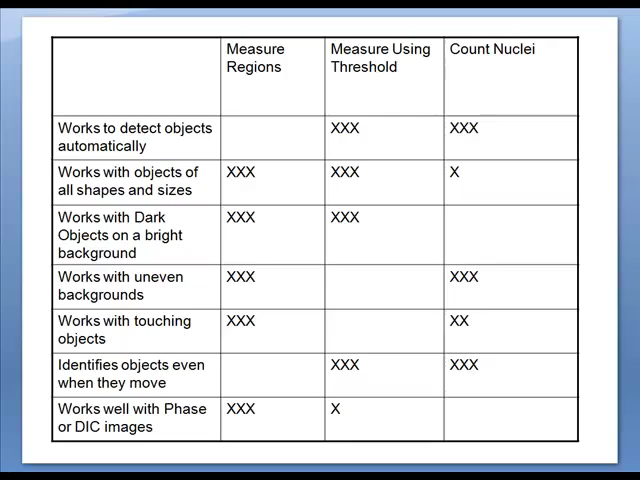 Measure Regions
Measure Using Threshold
Count Nuclei
Works to detect objects automatically
XXX
XXX
Works with objects of all shapes and sizes
XXX
XXX
X
Works with Dark Objects on a bright background
XXX
XXX
Works with uneven backgrounds
XXX
XXX
Works with touching objects
XXX
XX
Identifies objects even when they move
XXX
XXX
Works well with Phase or DIC images
XXX
X